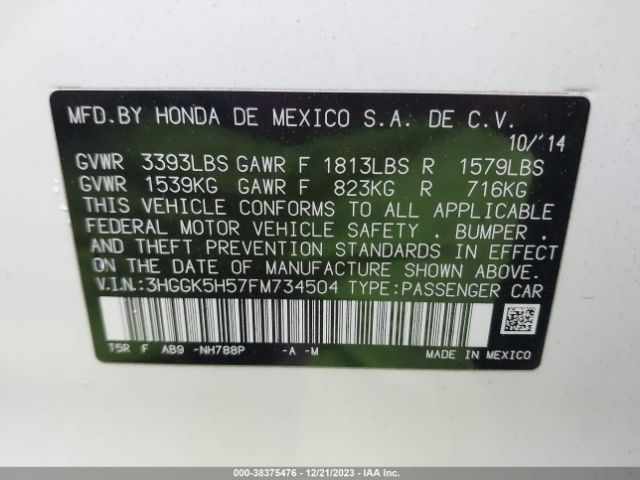 MFD.BY HONDA DE MEXICO S.A. DE C.V.
10/'14
GVWR 3393LBS GAWR F 1813LBS R 1579LBS
GVWR 1539KG GAWR F 823KG R 716KG
THIS VEHICLE CONFORMS TO ALL APPLICABLE
FEDERAL MOTOR VEHICLE SAFETY , BUMPER ,
AND THEFT PREVENTION STANDARDS IN EFFECT
ON THE DATE OF MANUFACTURE SHOWN ABOVE.
V.I.N.:3HGGK5H57FM734504 TYPE:PASSENGER CAR
T5R F AB9 -NH788P -A -M
MADE IN MEXICO
000-38375476 - 12/21/2023 - IAAI.com